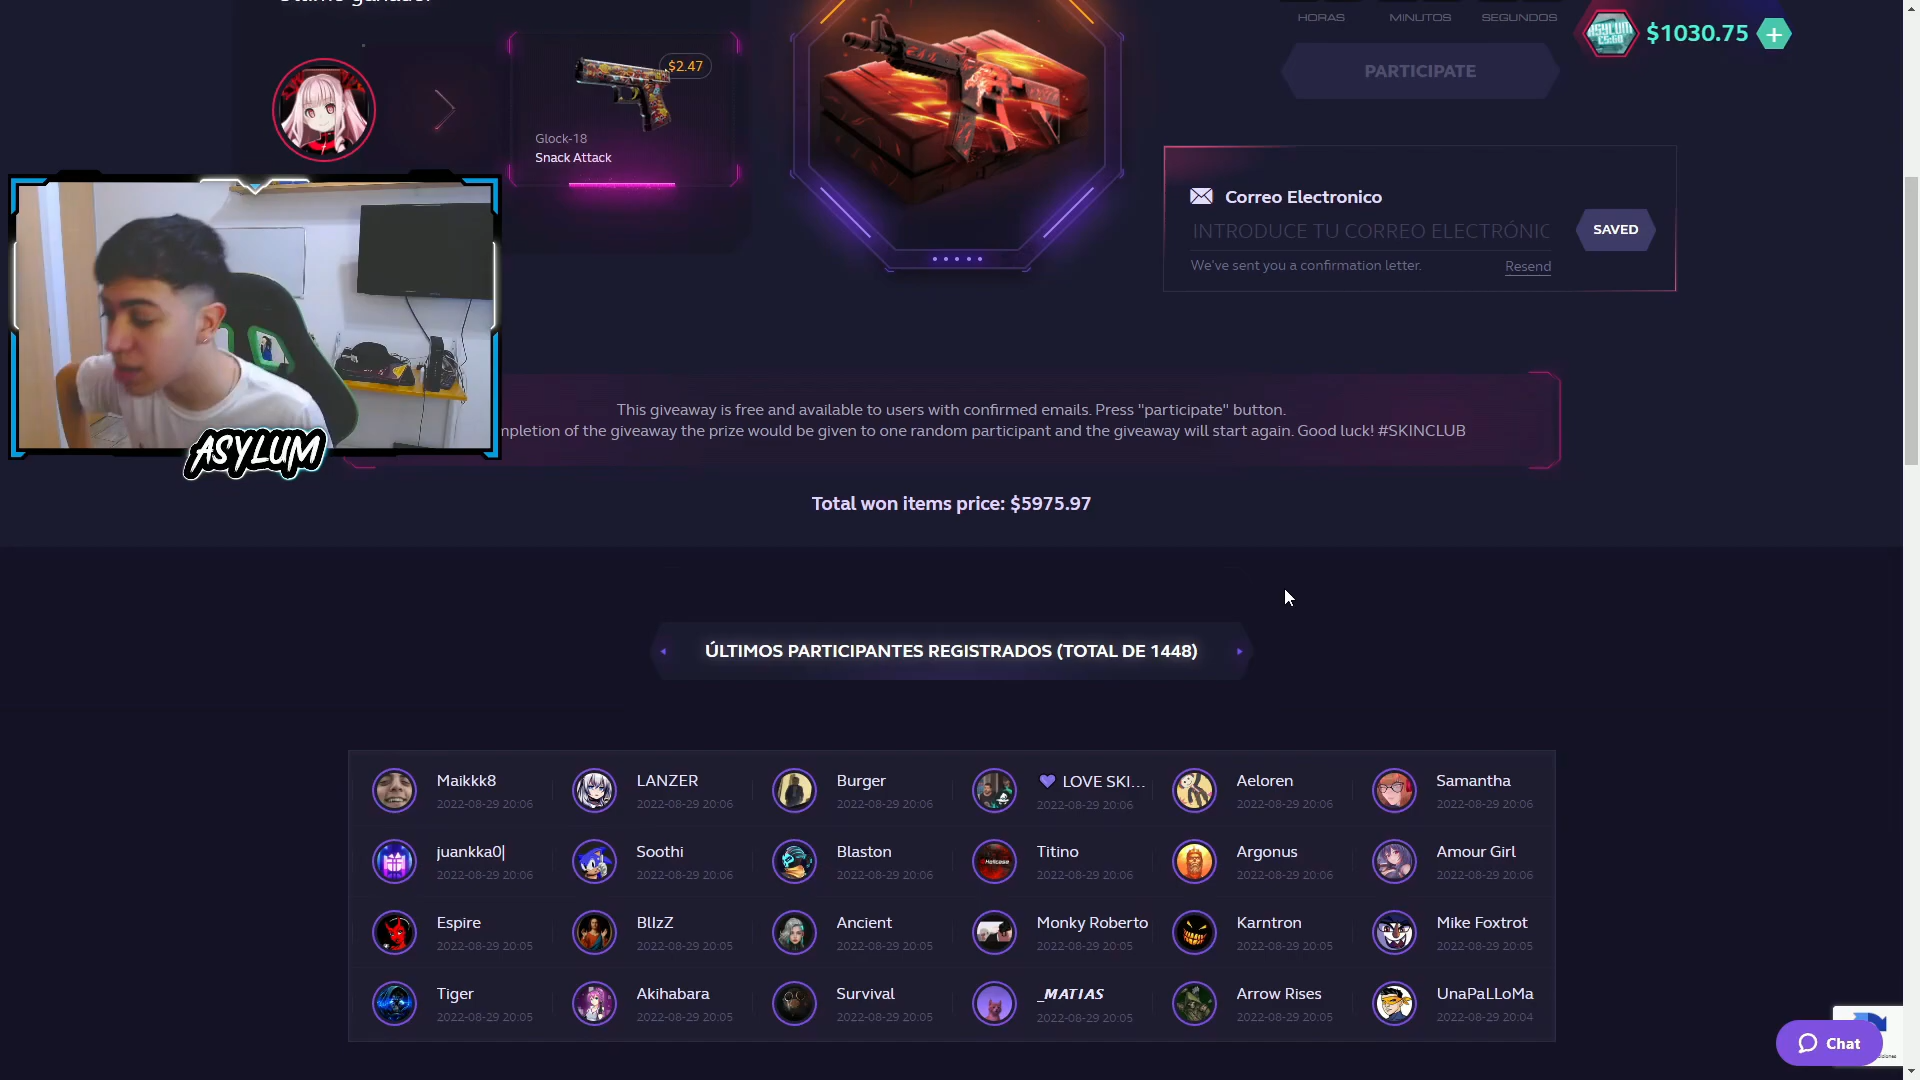 HORAS MINUTOS SEGUNDOS
ASYLUM
CS:GO
$1030.75
PARTICIPATE
$2.47
Glock-18
Snack Attack
Correo Electronico
INTRODUCE TU CORREO ELECTRÓNIC
SAVED
We've sent you a confirmation letter.
Resend
This giveaway is free and available to users with confirmed emails. Press "participate" button.
mpletion of the giveaway the prize would be given to one random participant and the giveaway will start again. Good luck! #SKINCLUB
ASYLUM
Total won items price: $5975.97
ÚLTIMOS PARTICIPANTES REGISTRADOS (TOTAL DE 1448)
Maikkk8 LANZER Burger 💜 LOVE SKI... Aeloren Samantha
2022-08-29 20:06 2022-08-29 20:06 2022-08-29 20:06 2022-08-29 20:06 2022-08-29 20:06 2022-08-29 20:06
juankka0| Soothi Blaston Titino Argonus Amour Girl
2022-08-29 20:06 2022-08-29 20:06 2022-08-29 20:06 2022-08-29 20:06 2022-08-29 20:06 2022-08-29 20:06
Espire BlIzZ Ancient Monky Roberto Karntron Mike Foxtrot
2022-08-29 20:05 2022-08-29 20:05 2022-08-29 20:05 2022-08-29 20:05 2022-08-29 20:05 2022-08-29 20:05
Tiger Akihabara Survival _MATIAS Arrow Rises UnaPaLLoMa
2022-08-29 20:05 2022-08-29 20:05 2022-08-29 20:05 2022-08-29 20:05 2022-08-29 20:05 2022-08-29 20:04
Chat